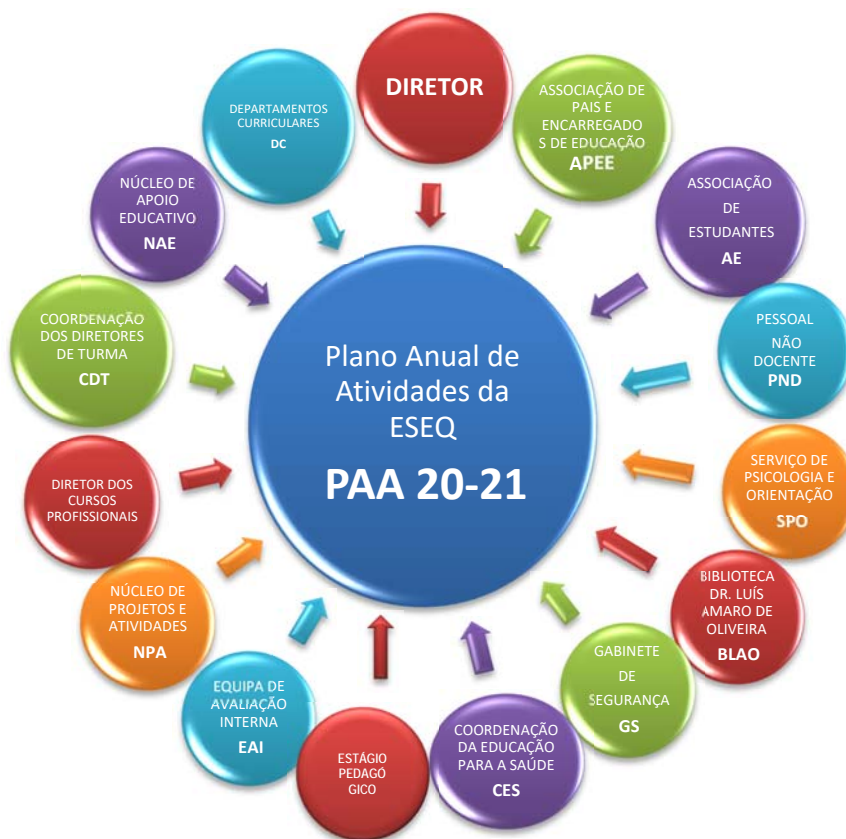 DIRETOR
ASSOCIAÇÃO DE
PAIS E
ENCARREGADO
S DE EDUCAÇÃO
APEE
ASSOCIAÇÃO
DE
ESTUDANTES
AE
PESSOAL
NÃO
DOCENTE
PND
SERVIÇO DE
PSICOLOGIA E
ORIENTAÇÃO
SPO
BIBLIOTECA
DR. LUÍS
AMARO DE
OLIVEIRA
BLAO
GABINETE
DE
SEGURANÇA
GS
COORDENAÇÃO
DA EDUCAÇÃO
PARA A SAÚDE
CES
ESTÁGIO
PEDAGÓ
GICO
EQUIPA DE
AVALIAÇÃO
INTERNA
EAI
NÚCLEO DE
PROJETOS E
ATIVIDADES
NPA
DIRETOR DOS
CURSOS
PROFISSIONAIS
COORDENAÇÃO
DOS DIRETORES
DE TURMA
CDT
NÚCLEO DE
APOIO
EDUCATIVO
NAE
DEPARTAMENTOS
CURRICULARES
DC
Plano Anual de
Atividades da
ESEQ
PAA 20-21